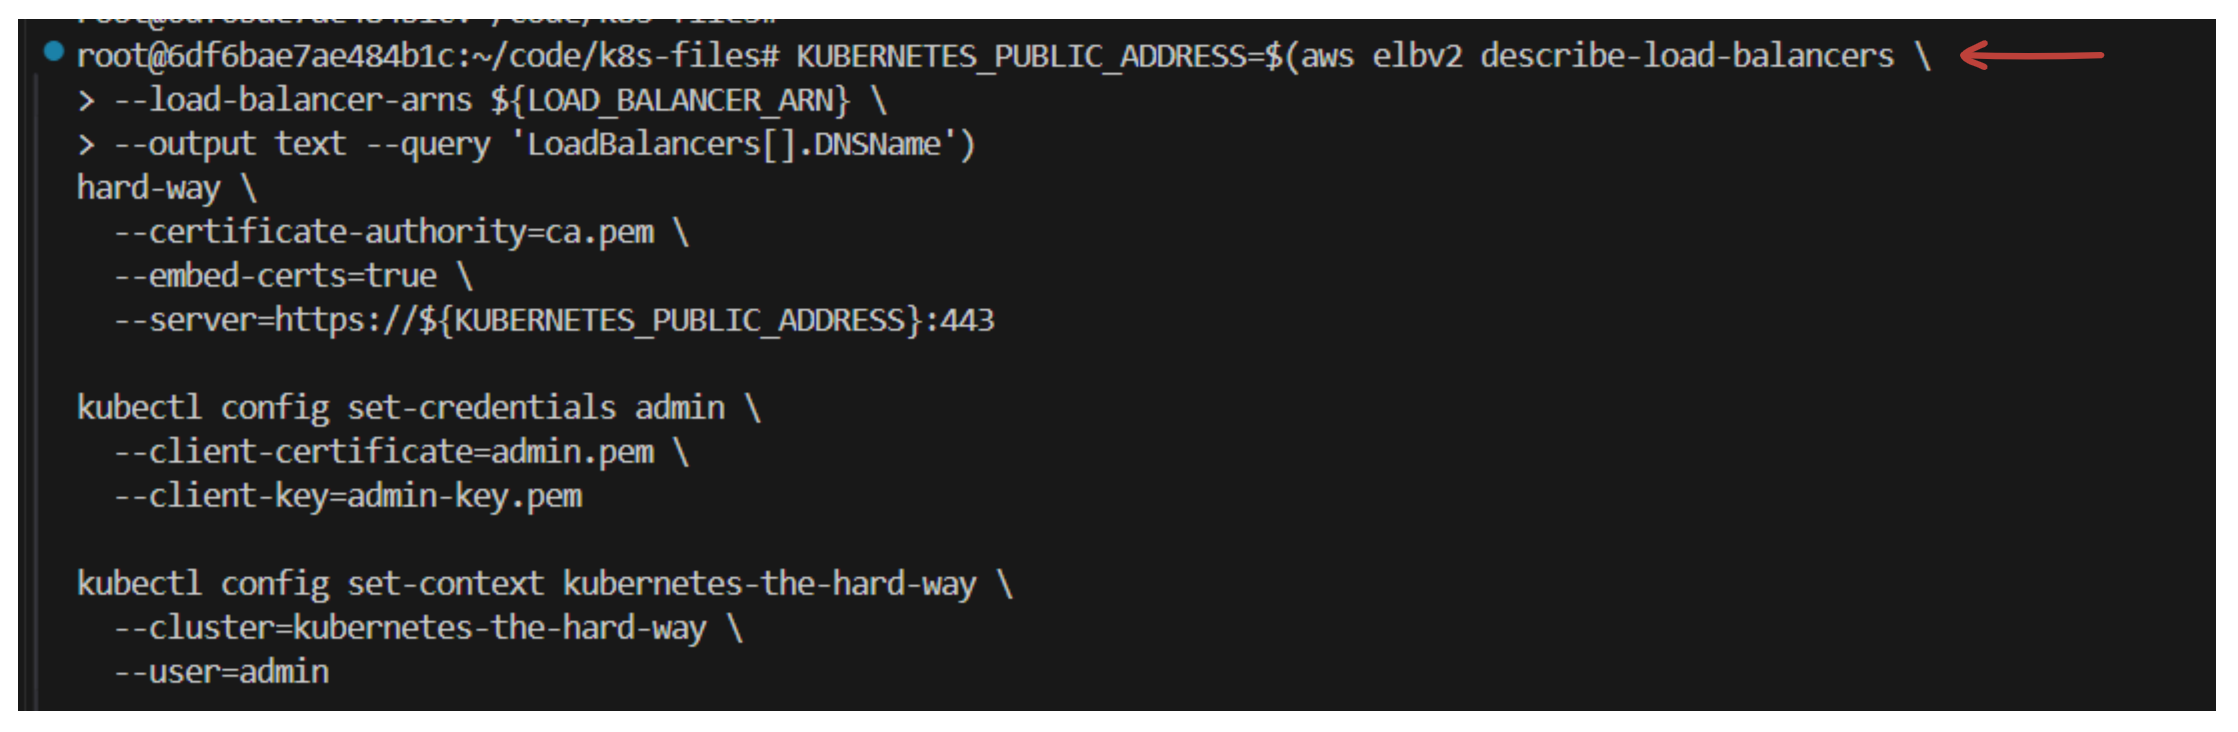 root@6df6bae7ae484b1c:~/code/k8s-files# KUBERNETES_PUBLIC_ADDRESS=$(aws elbv2 describe-load-balancers \
> --load-balancer-arns ${LOAD_BALANCER_ARN} \
> --output text --query 'LoadBalancers[].DNSName')
hard-way \
  --certificate-authority=ca.pem \
  --embed-certs=true \
  --server=https://${KUBERNETES_PUBLIC_ADDRESS}:443

kubectl config set-credentials admin \
  --client-certificate=admin.pem \
  --client-key=admin-key.pem

kubectl config set-context kubernetes-the-hard-way \
  --cluster=kubernetes-the-hard-way \
  --user=admin